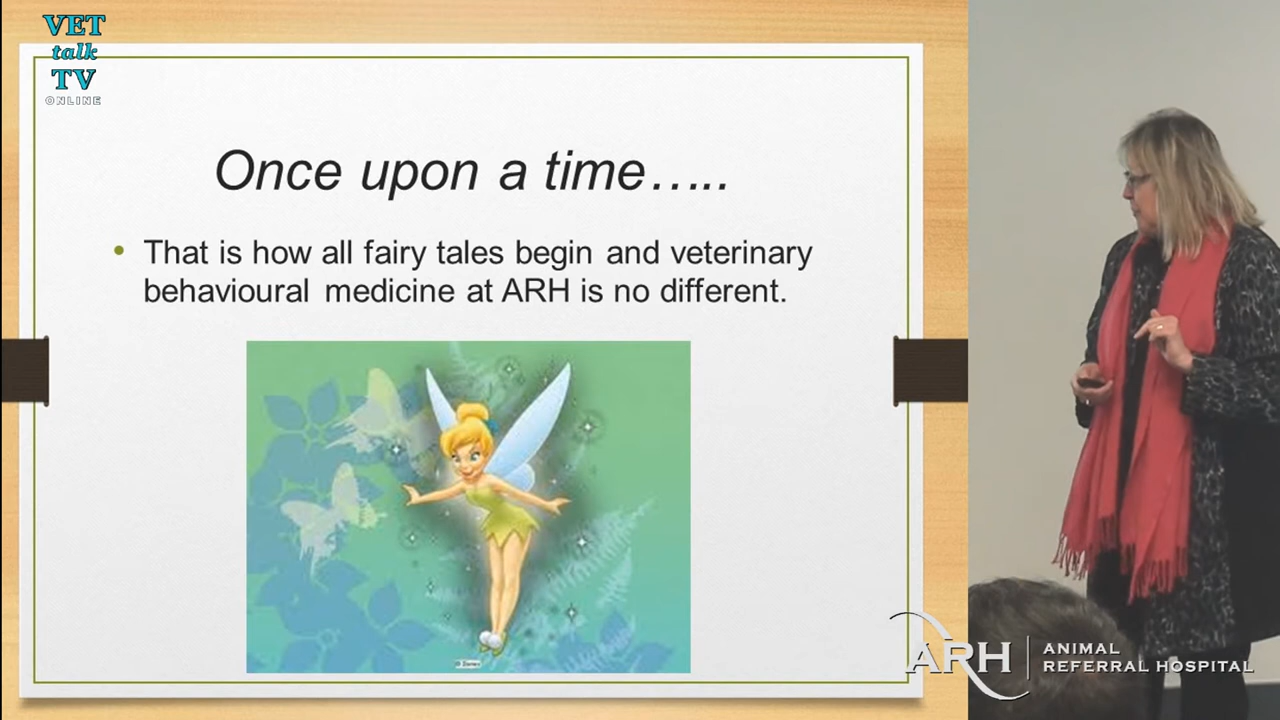 VET
talk
TV
ONLINE
Once upon a time…..
• That is how all fairy tales begin and veterinary
behavioural medicine at ARH is no different.
© Disney
ARH
ANIMAL
REFERRAL HOSPITAL